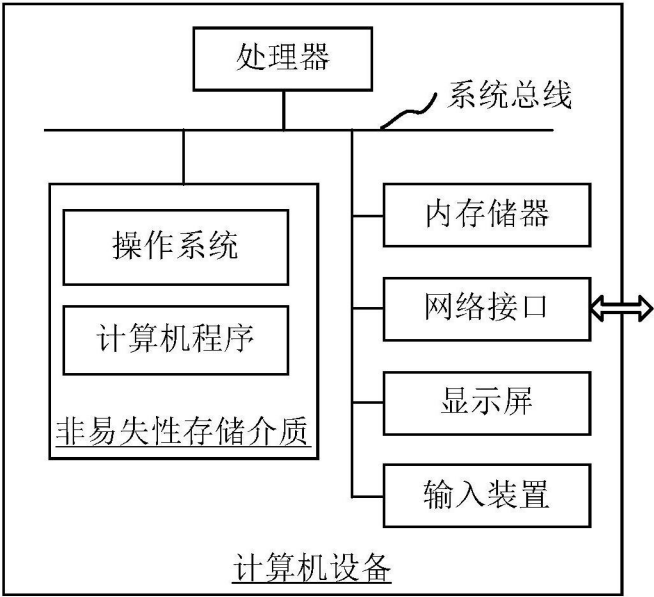 处理器
系统总线
操作系统
计算机程序
非易失性存储介质
内存储器
网络接口
显示屏
输入装置
计算机设备